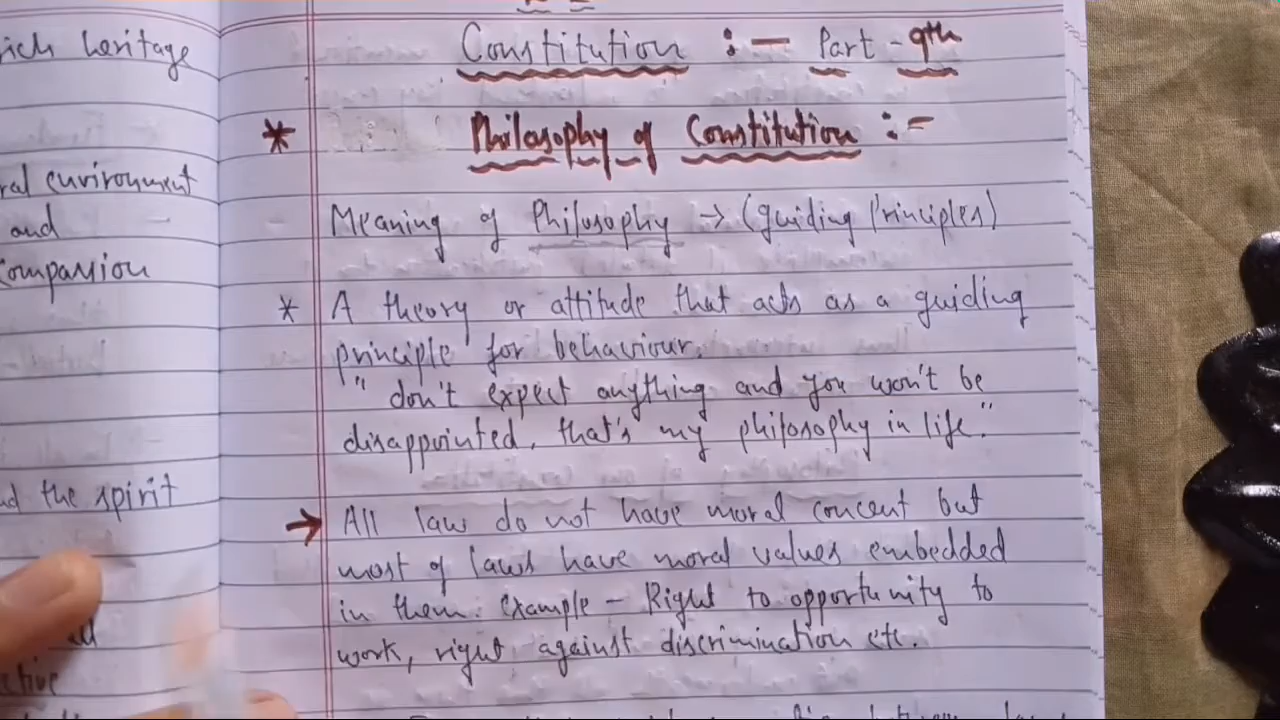 rich heritage
ral environment
and
compassion
nd the spirit
all
ctive
Constitution :- Part - 9th
* Philosophy of Constitution :-
Meaning of Philosophy → (guiding Principles)
* A theory or attitude that acts as a guiding
principle for behaviour.
" don't expect anything and you won't be
disappointed, that's my philosophy in life."
→ All law do not have moral concent but
most of laws have moral values embedded
in them. Example - Right to opportunity to
work, right against discrimination etc.